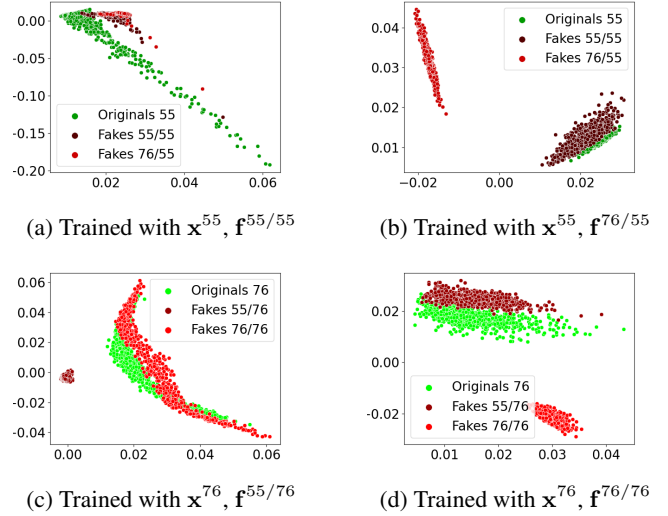 0.00
-0.05
-0.10
-0.15
-0.20
Originals 55
Fakes 55/55
Fakes 76/55
0.02 0.04 0.06
(a) Trained with x^55, f^55/55
0.04
0.03
0.02
0.01
Originals 55
Fakes 55/55
Fakes 76/55
−0.02 0.00 0.02
(b) Trained with x^55, f^76/55
0.06
0.04
0.02
0.00
-0.02
-0.04
Originals 76
Fakes 55/76
Fakes 76/76
0.00 0.02 0.04 0.06
(c) Trained with x^76, f^55/76
0.02
0.00
-0.02
Originals 76
Fakes 55/76
Fakes 76/76
0.01 0.02 0.03 0.04
(d) Trained with x^76, f^76/76